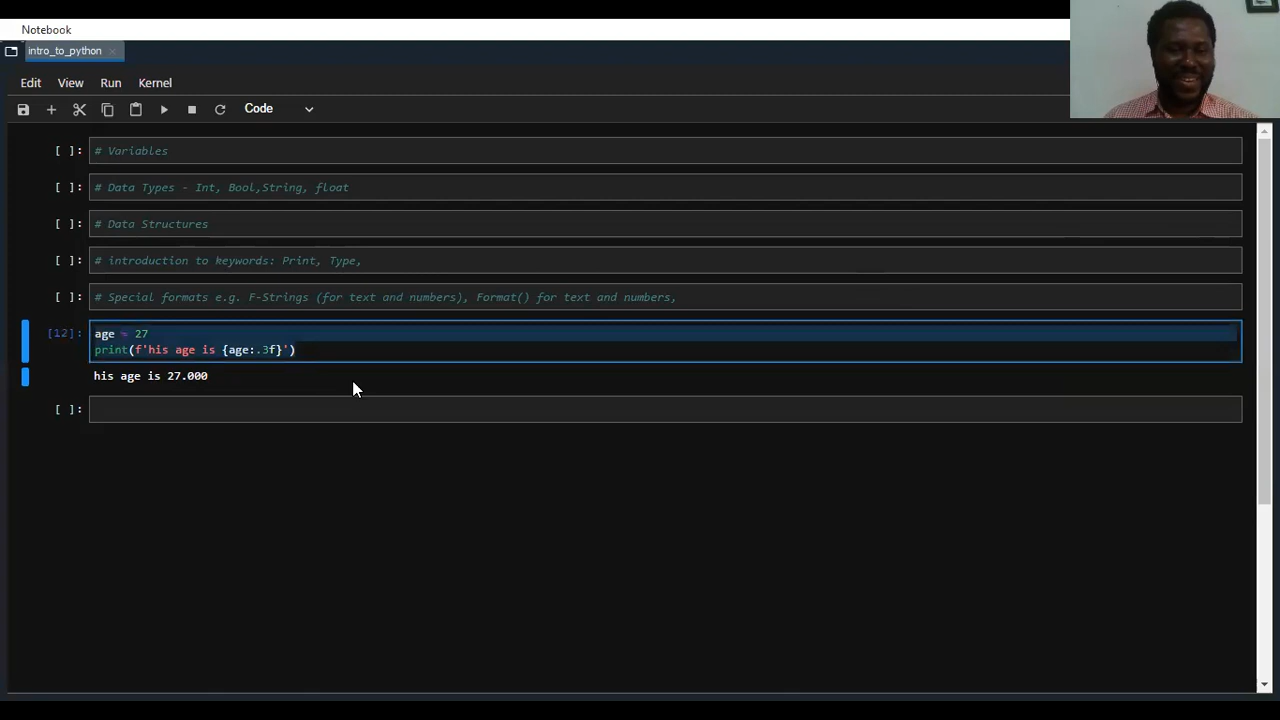 Notebook
intro_to_python ×
Edit View Run Kernel
Code
[ ]: # Variables
[ ]: # Data Types - Int, Bool,String, float
[ ]: # Data Structures
[ ]: # introduction to keywords: Print, Type,
[ ]: # Special formats e.g. F-Strings (for text and numbers), Format() for text and numbers,
[12]: age = 27
print(f'his age is {age:.3f}')
his age is 27.000
[ ]: